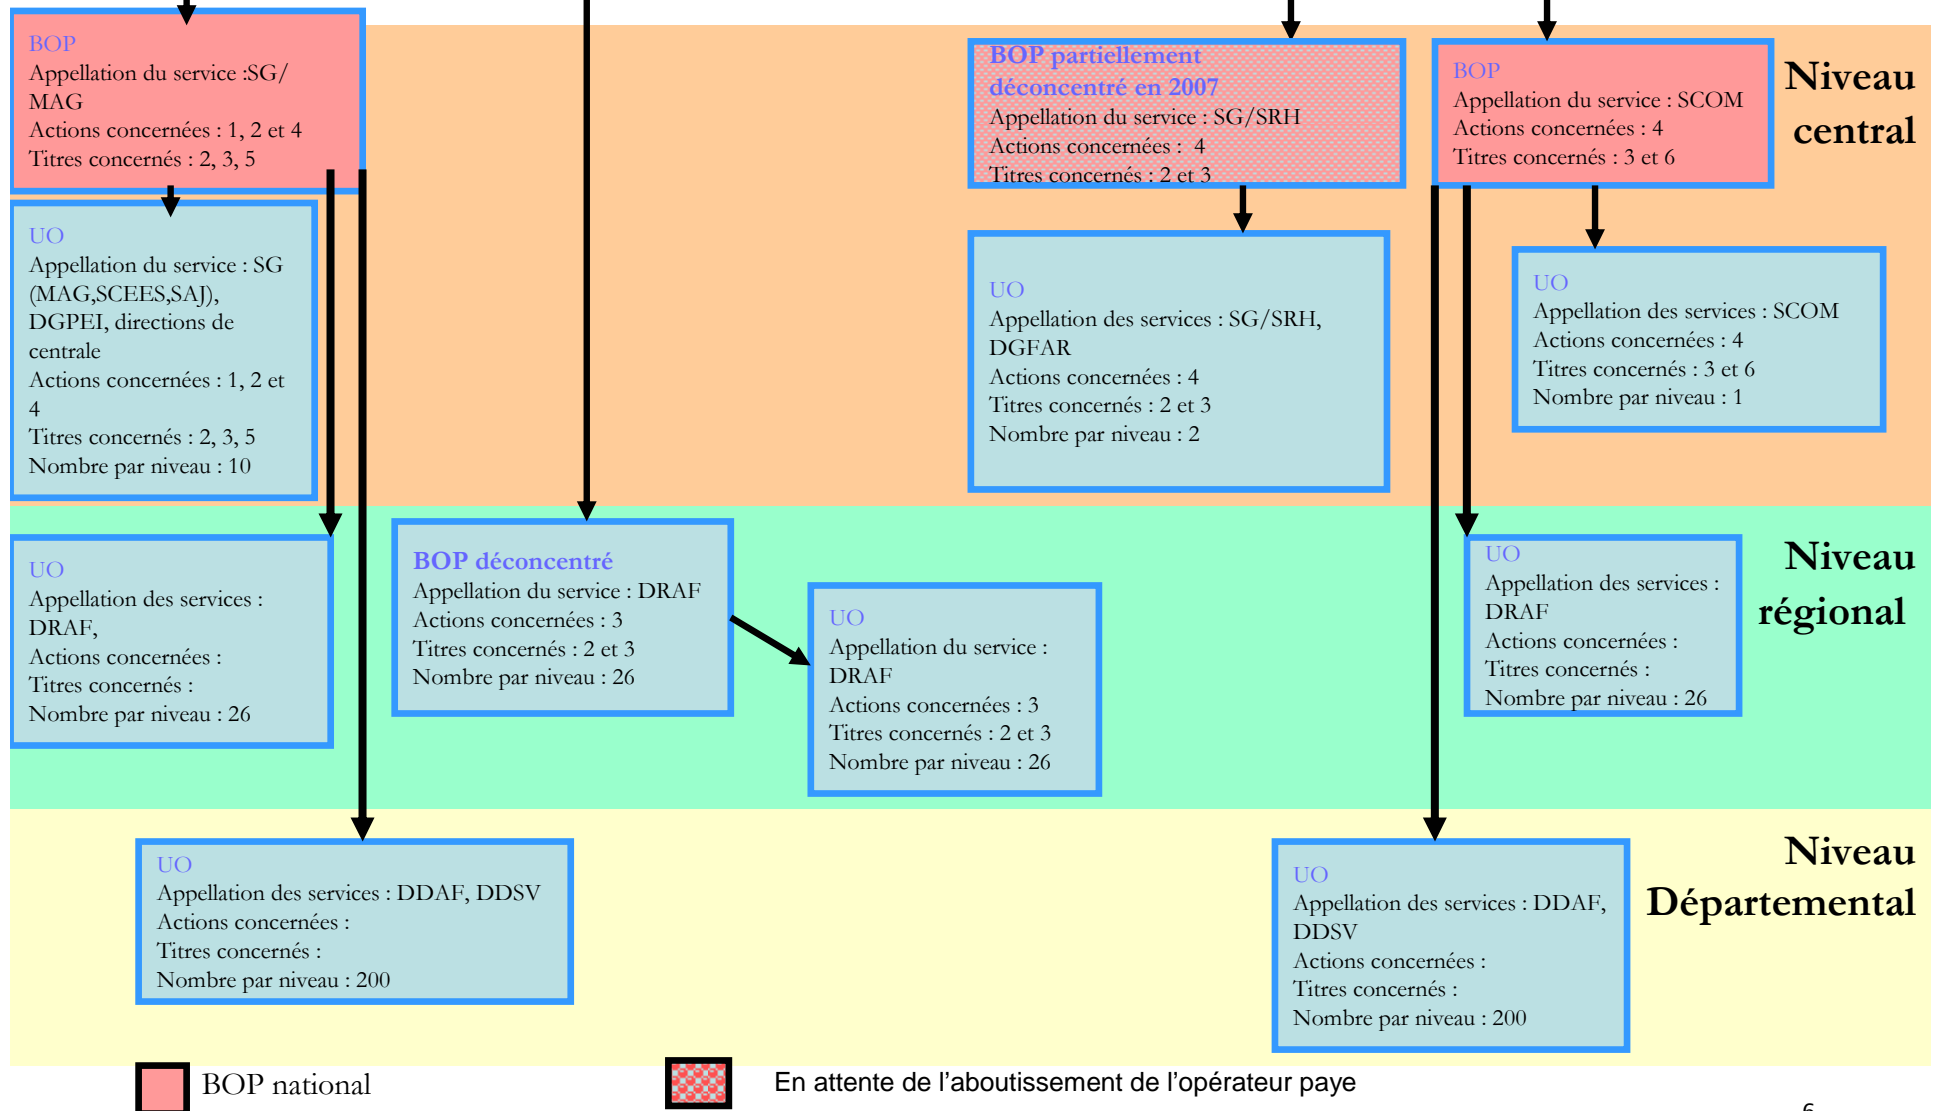 BOP
Appellation du service :SG/
MAG
Actions concernées : 1, 2 et 4
Titres concernés : 2, 3, 5
BOP partiellement
déconcentré en 2007
Appellation du service : SG/SRH
Actions concernées :  4
Titres concernés : 2 et 3
BOP
Appellation du service : SCOM
Actions concernées : 4
Titres concernés : 3 et 6
Niveau
central
UO
Appellation du service : SG
(MAG,SCEES,SAJ),
DGPEI, directions de
centrale
Actions concernées : 1, 2 et
4
Titres concernés : 2, 3, 5
Nombre par niveau : 10
UO
Appellation des services : SG/SRH,
DGFAR
Actions concernées : 4
Titres concernés : 2 et 3
Nombre par niveau : 2
UO
Appellation des services : SCOM
Actions concernées : 4
Titres concernés : 3 et 6
Nombre par niveau : 1
UO
Appellation des services :
DRAF,
Actions concernées :
Titres concernés :
Nombre par niveau : 26
BOP déconcentré
Appellation du service : DRAF
Actions concernées : 3
Titres concernés : 2 et 3
Nombre par niveau : 26
UO
Appellation du service :
DRAF
Actions concernées : 3
Titres concernés : 2 et 3
Nombre par niveau : 26
UO
Appellation des services :
DRAF
Actions concernées :
Titres concernés :
Nombre par niveau : 26
Niveau
régional
UO
Appellation des services : DDAF, DDSV
Actions concernées :
Titres concernés :
Nombre par niveau : 200
UO
Appellation des services : DDAF,
DDSV
Actions concernées :
Titres concernés :
Nombre par niveau : 200
Niveau
Départemental
BOP national
En attente de l'aboutissement de l'opérateur paye
6